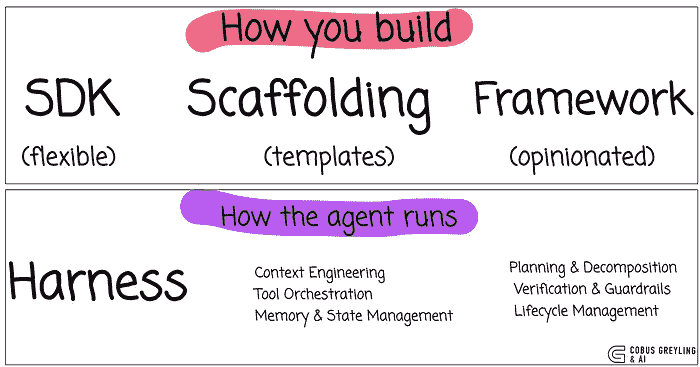 How you build
SDK
Scaffolding
Framework
(flexible)
(templates)
(opinionated)
How the agent runs
Harness
Context Engineering
Tool Orchestration
Memory & State Management
Planning & Decomposition
Verification & Guardrails
Lifecycle Management
COBUS GREYLING
& AI